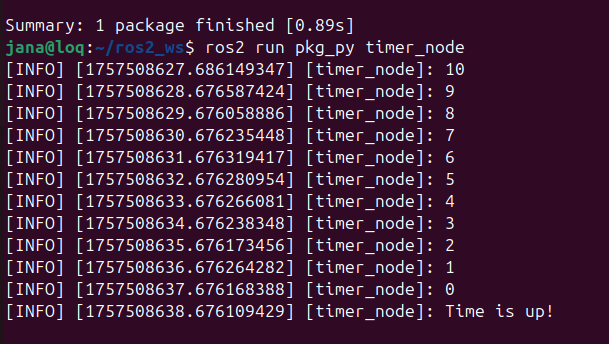 Summary: 1 package finished [0.89s]
jana@loq:~/ros2_ws$ ros2 run pkg_py timer_node
[INFO] [1757508627.686149347] [timer_node]: 10
[INFO] [1757508628.676587424] [timer_node]: 9
[INFO] [1757508629.676058886] [timer_node]: 8
[INFO] [1757508630.676235448] [timer_node]: 7
[INFO] [1757508631.676319417] [timer_node]: 6
[INFO] [1757508632.676280954] [timer_node]: 5
[INFO] [1757508633.676266081] [timer_node]: 4
[INFO] [1757508634.676238348] [timer_node]: 3
[INFO] [1757508635.676173456] [timer_node]: 2
[INFO] [1757508636.676264282] [timer_node]: 1
[INFO] [1757508637.676168388] [timer_node]: 0
[INFO] [1757508638.676109429] [timer_node]: Time is up!